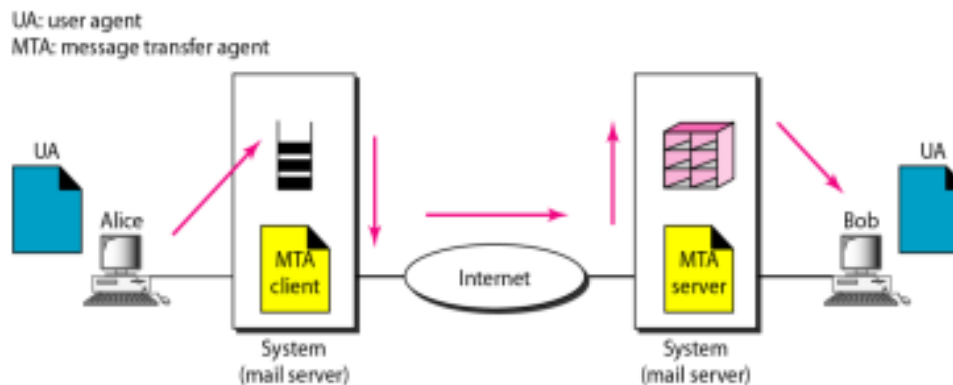 UA: user agent
MTA: message transfer agent
UA
Alice
MTA
client
System
(mail server)
Internet
MTA
server
System
(mail server)
UA
Bob